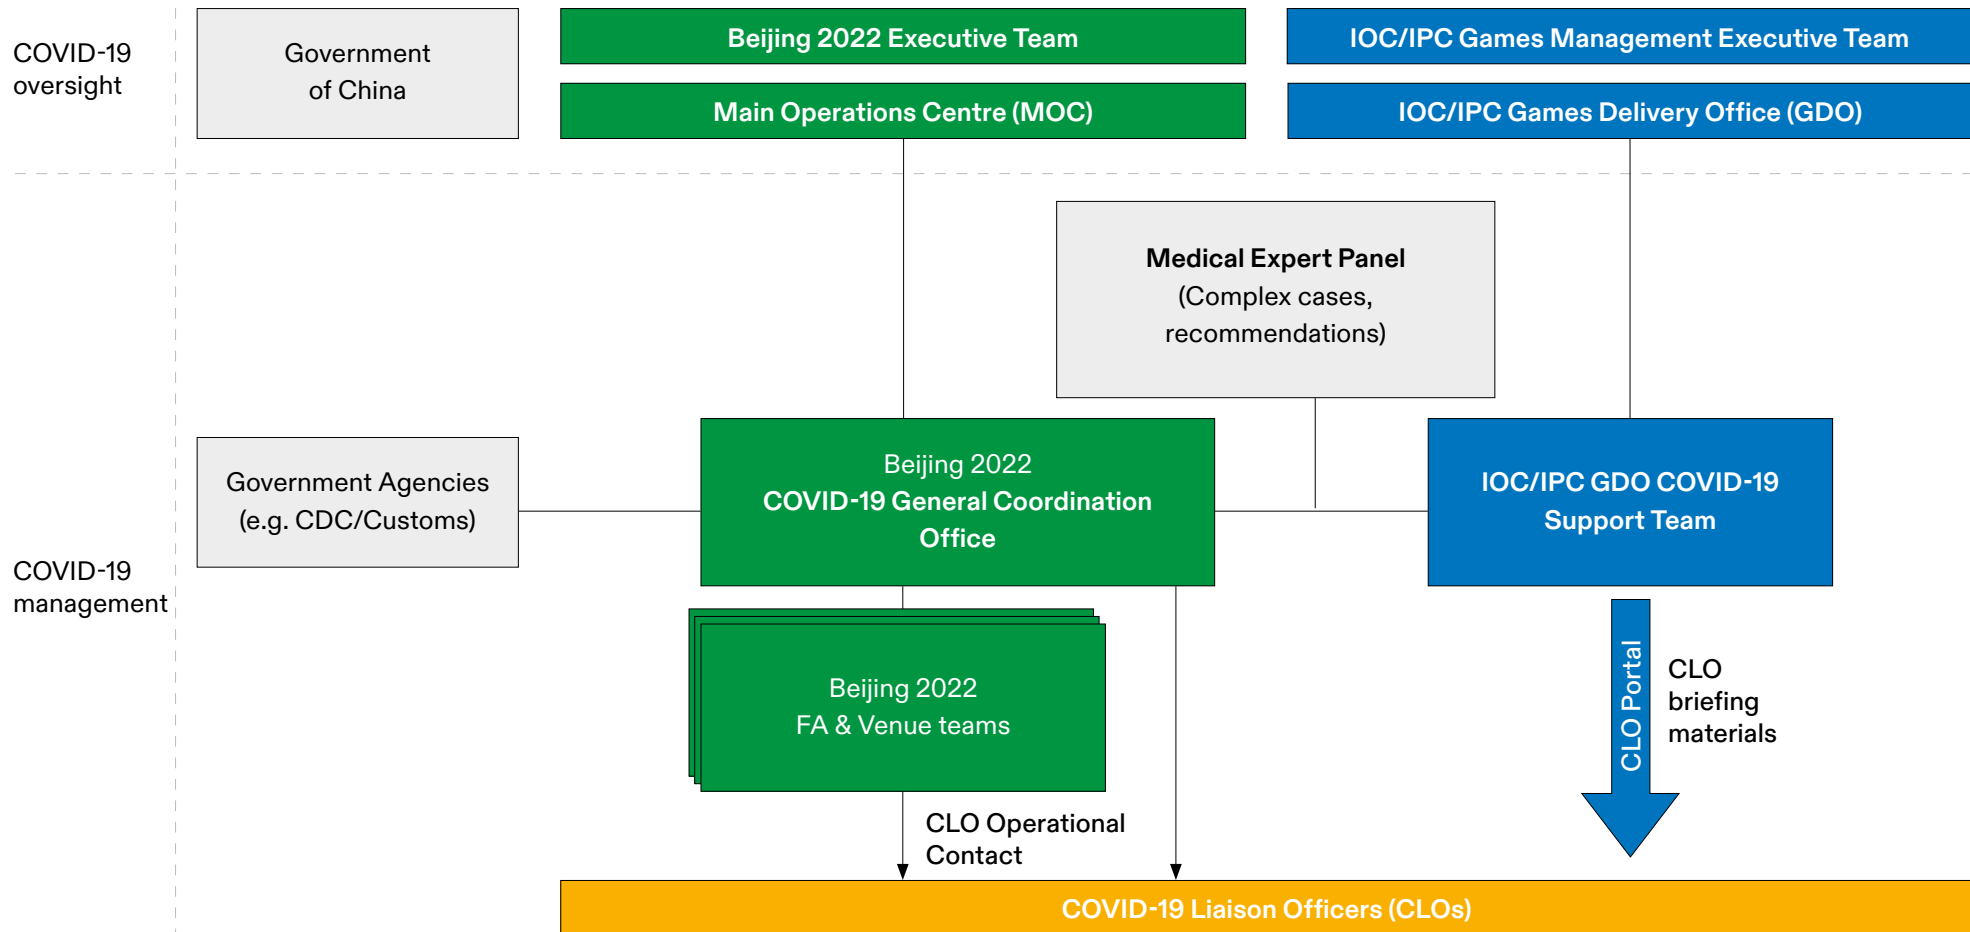 COVID-19
oversight
Government
of China
Beijing 2022 Executive Team
IOC/IPC Games Management Executive Team
Main Operations Centre (MOC)
IOC/IPC Games Delivery Office (GDO)
Medical Expert Panel
(Complex cases,
recommendations)
COVID-19
management
Government Agencies
(e.g. CDC/Customs)
Beijing 2022
COVID-19 General Coordination
Office
IOC/IPC GDO COVID-19
Support Team
Beijing 2022
FA & Venue teams
CLO Portal
CLO
briefing
materials
CLO Operational
Contact
COVID-19 Liaison Officers (CLOs)